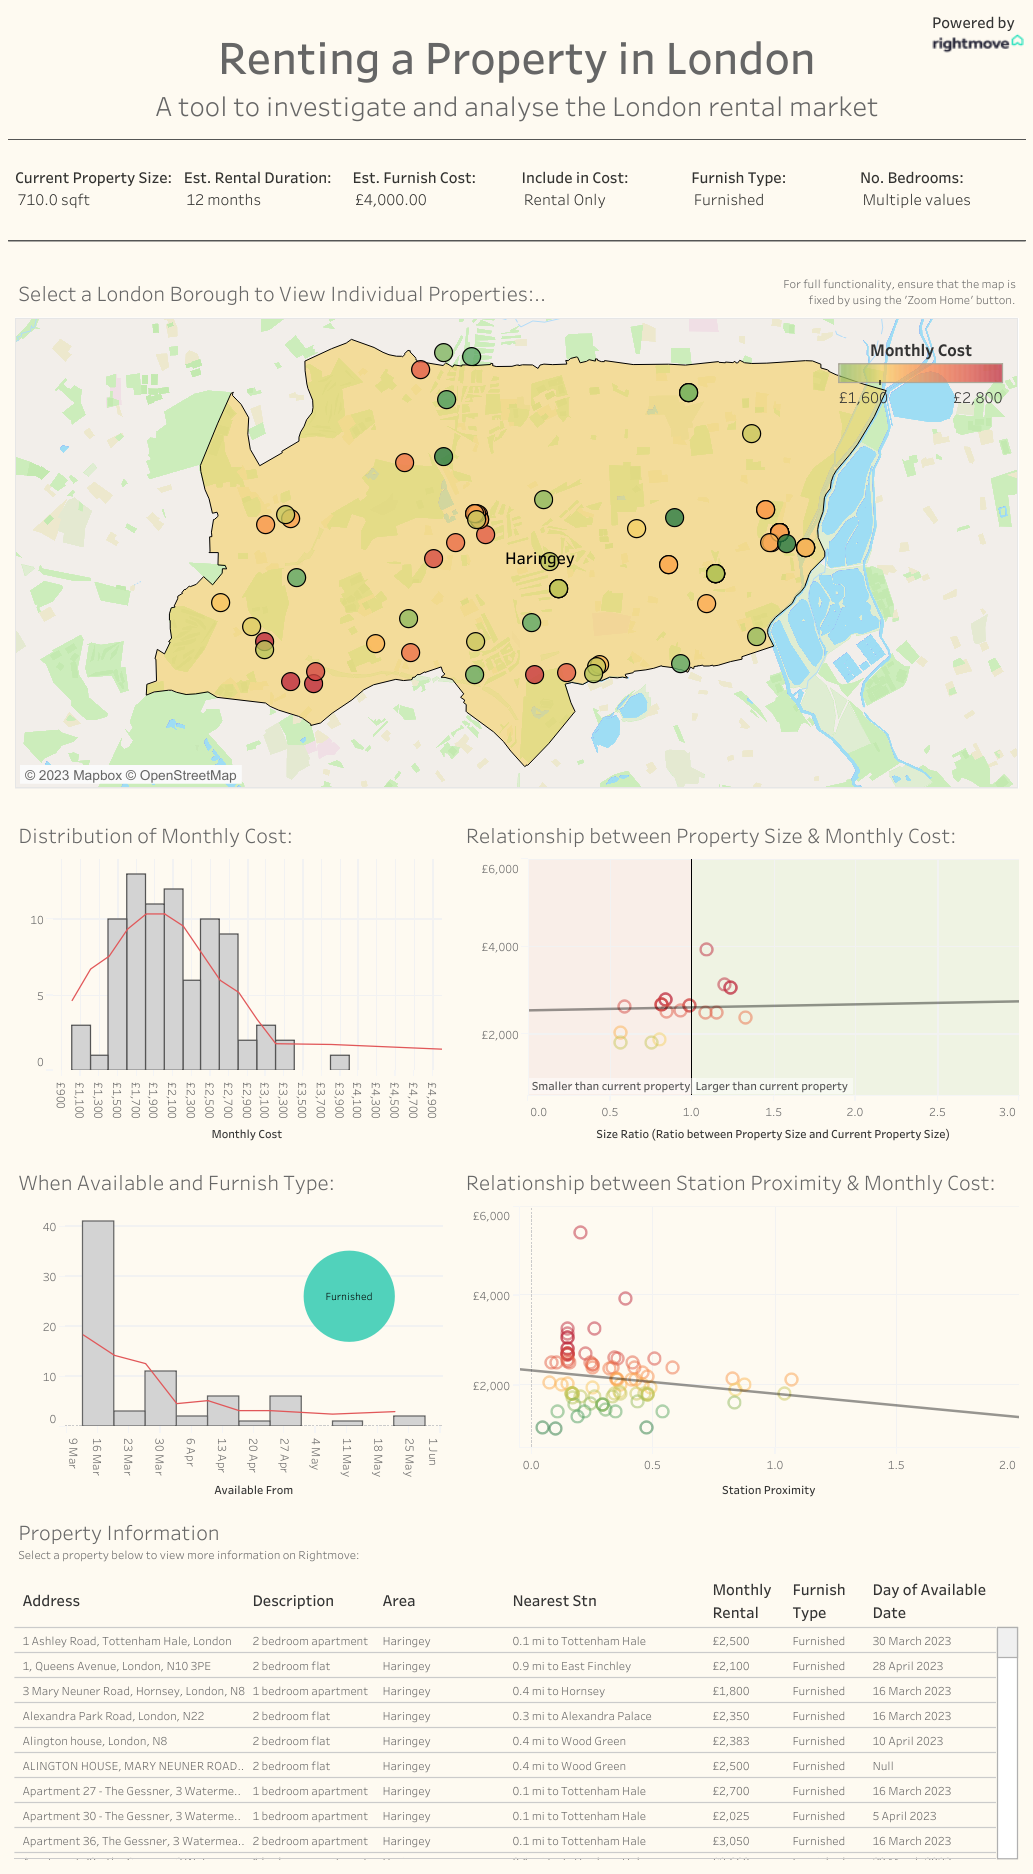 Powered by
rightmove
Renting a Property in London
A tool to investigate and analyse the London rental market
Current Property Size: Est. Rental Duration: Est. Furnish Cost: Include in Cost: Furnish Type: No. Bedrooms:
710.0 sqft 12 months £4,000.00 Rental Only Furnished Multiple values
Select a London Borough to View Individual Properties:..
For full functionality, ensure that the map is
fixed by using the 'Zoom Home' button.
Monthly Cost
£1,600 £2,800
Haringey
© 2023 Mapbox © OpenStreetMap
Distribution of Monthly Cost:
10
5
0
£900 £1,100 £1,300 £1,500 £1,700 £1,900 £2,100 £2,300 £2,500 £2,700 £2,900 £3,100 £3,300 £3,500 £3,700 £3,900 £4,100 £4,300 £4,500 £4,700 £4,900
Monthly Cost
Relationship between Property Size & Monthly Cost:
£6,000
£4,000
£2,000
Smaller than current property Larger than current property
0.0 0.5 1.0 1.5 2.0 2.5 3.0
Size Ratio (Ratio between Property Size and Current Property Size)
When Available and Furnish Type:
40
30
20
10
0
Furnished
9 Mar 16 Mar 23 Mar 30 Mar 6 Apr 13 Apr 20 Apr 27 Apr 4 May 11 May 18 May 25 May 1 Jun
Available From
Relationship between Station Proximity & Monthly Cost:
£6,000
£4,000
£2,000
0.0 0.5 1.0 1.5 2.0
Station Proximity
Property Information
Select a property below to view more information on Rightmove:
Address Description Area Nearest Stn Monthly Rental Furnish Type Day of Available Date
1 Ashley Road, Tottenham Hale, London 2 bedroom apartment Haringey 0.1 mi to Tottenham Hale £2,500 Furnished 30 March 2023
1, Queens Avenue, London, N10 3PE 2 bedroom flat Haringey 0.9 mi to East Finchley £2,100 Furnished 28 April 2023
3 Mary Neuner Road, Hornsey, London, N8 1 bedroom apartment Haringey 0.4 mi to Hornsey £1,800 Furnished 16 March 2023
Alexandra Park Road, London, N22 2 bedroom flat Haringey 0.3 mi to Alexandra Palace £2,350 Furnished 16 March 2023
Alington house, London, N8 2 bedroom flat Haringey 0.4 mi to Wood Green £2,383 Furnished 10 April 2023
ALINGTON HOUSE, MARY NEUNER ROAD.. 2 bedroom flat Haringey 0.4 mi to Wood Green £2,500 Furnished Null
Apartment 27 - The Gessner, 3 Waterme.. 1 bedroom apartment Haringey 0.1 mi to Tottenham Hale £2,700 Furnished 16 March 2023
Apartment 30 - The Gessner, 3 Waterme.. 1 bedroom apartment Haringey 0.1 mi to Tottenham Hale £2,025 Furnished 5 April 2023
Apartment 36, The Gessner, 3 Watermea.. 2 bedroom apartment Haringey 0.1 mi to Tottenham Hale £3,050 Furnished 16 March 2023